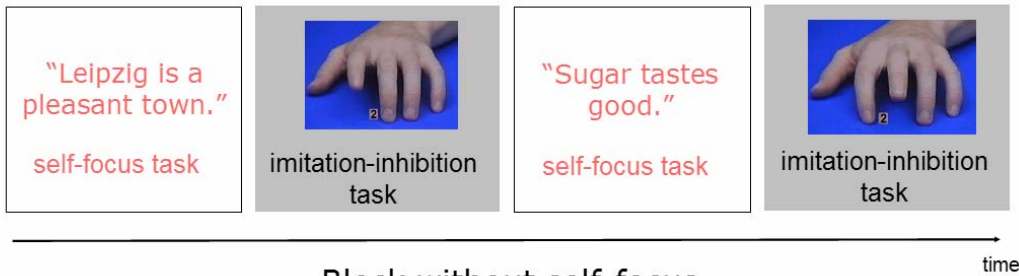 “Leipzig is a
pleasant town.”
self-focus task
2
imitation-inhibition
task
“Sugar tastes
good.”
self-focus task
2
imitation-inhibition
task
time